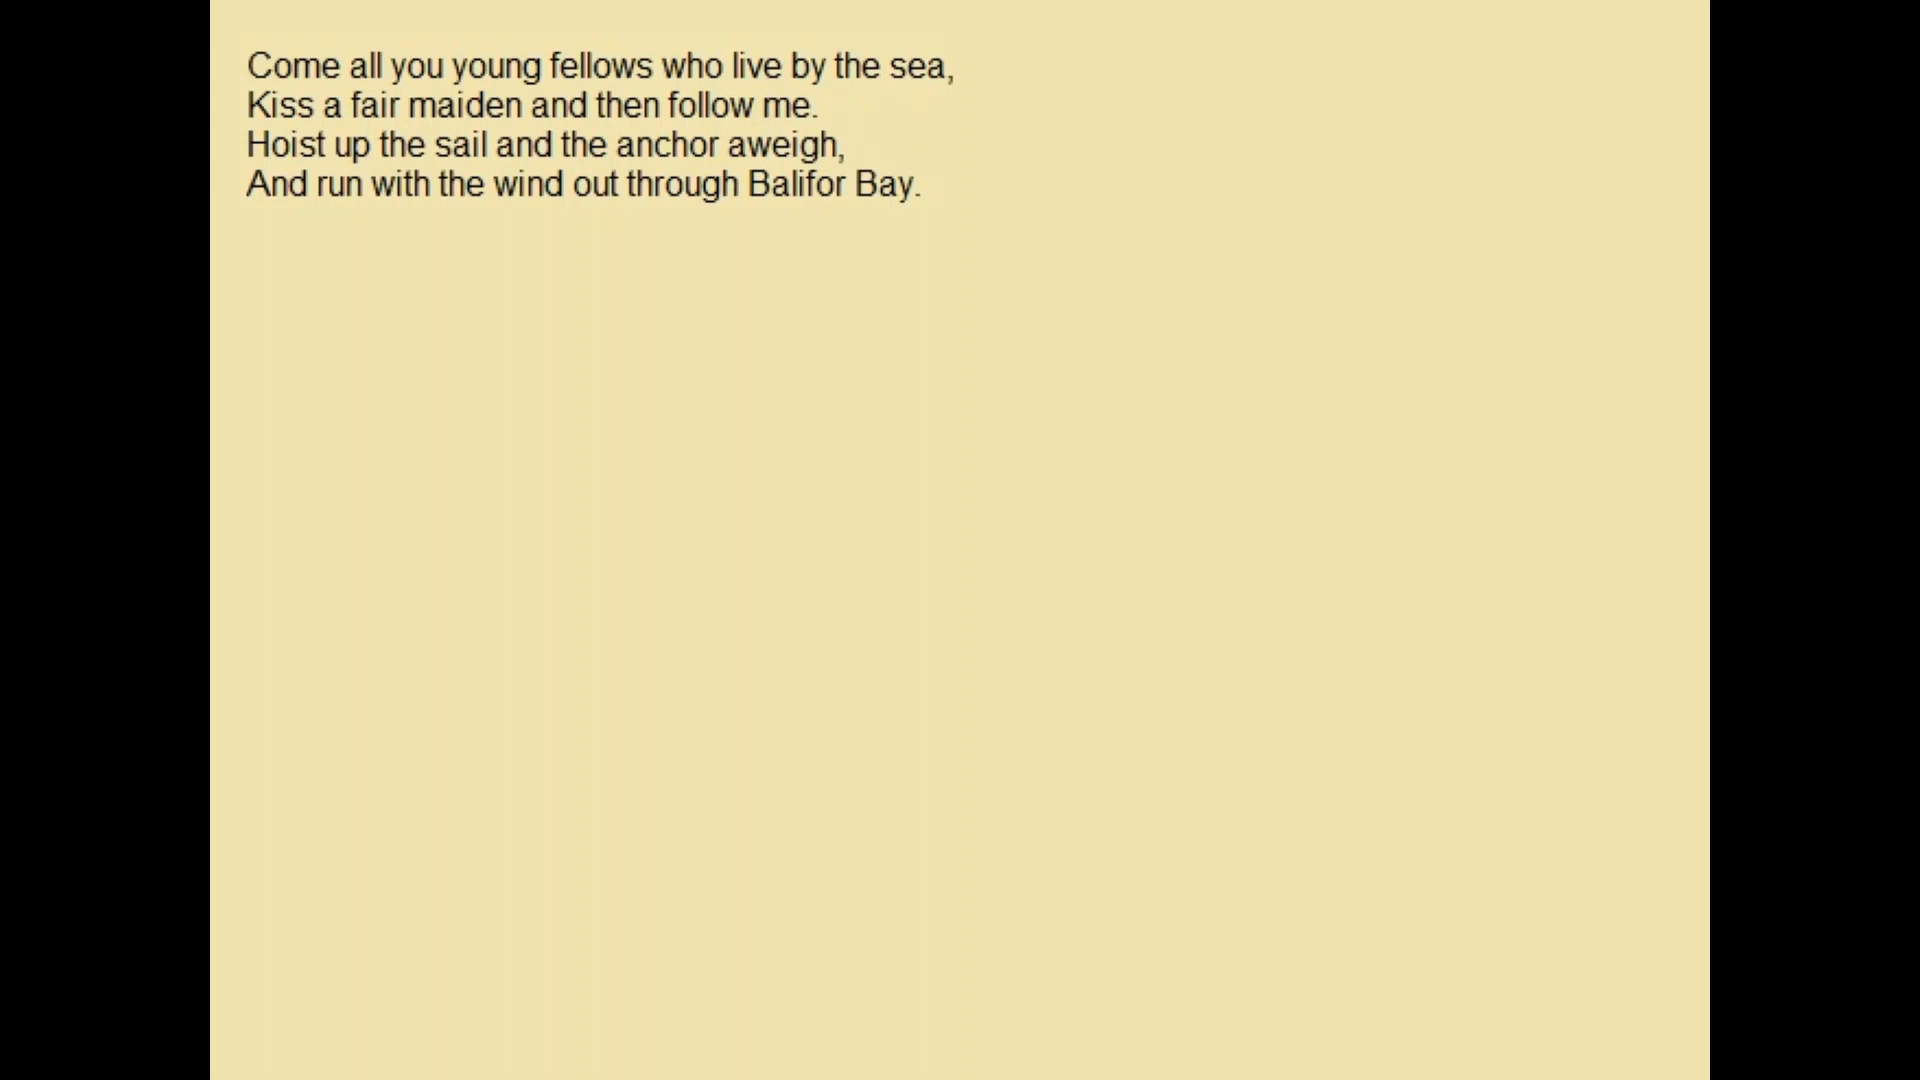 Come all you young fellows who live by the sea,
Kiss a fair maiden and then follow me.
Hoist up the sail and the anchor aweigh,
And run with the wind out through Balifor Bay.